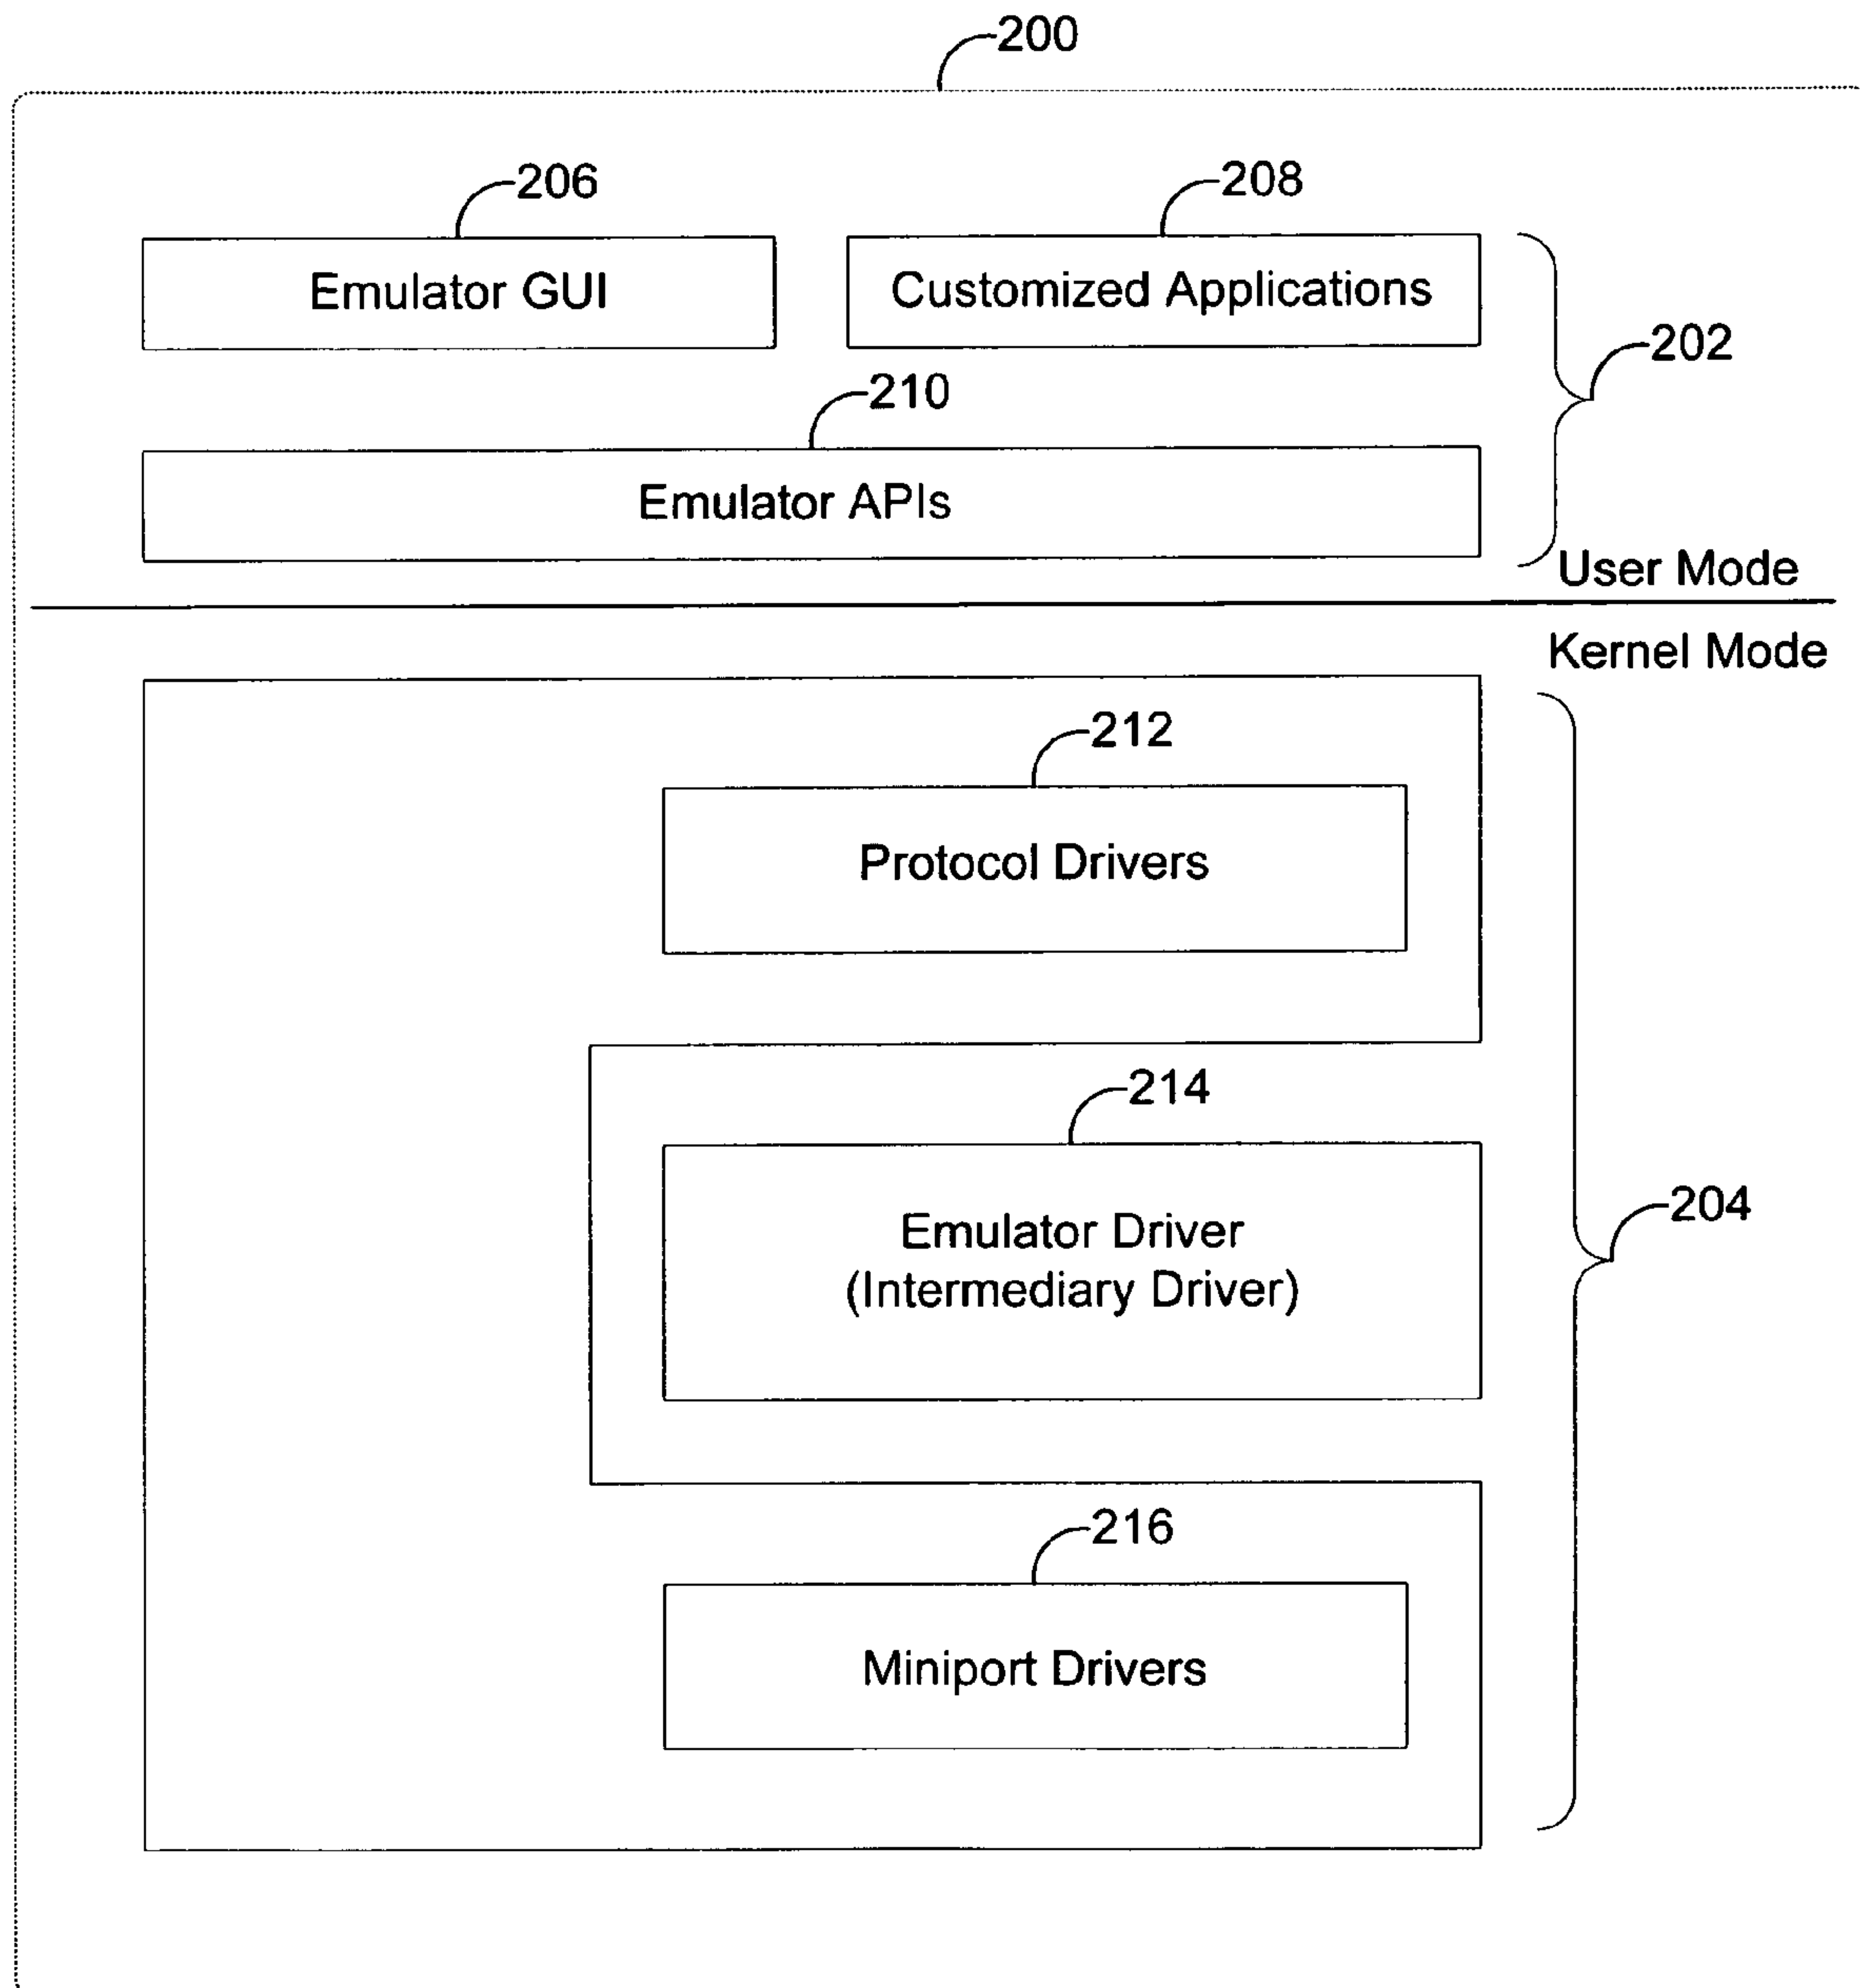 200
206
208
Emulator GUI
Customized Applications
202
210
Emulator APIs
User Mode
Kernel Mode
212
Protocol Drivers
214
204
Emulator Driver
(Intermediary Driver)
216
Miniport Drivers